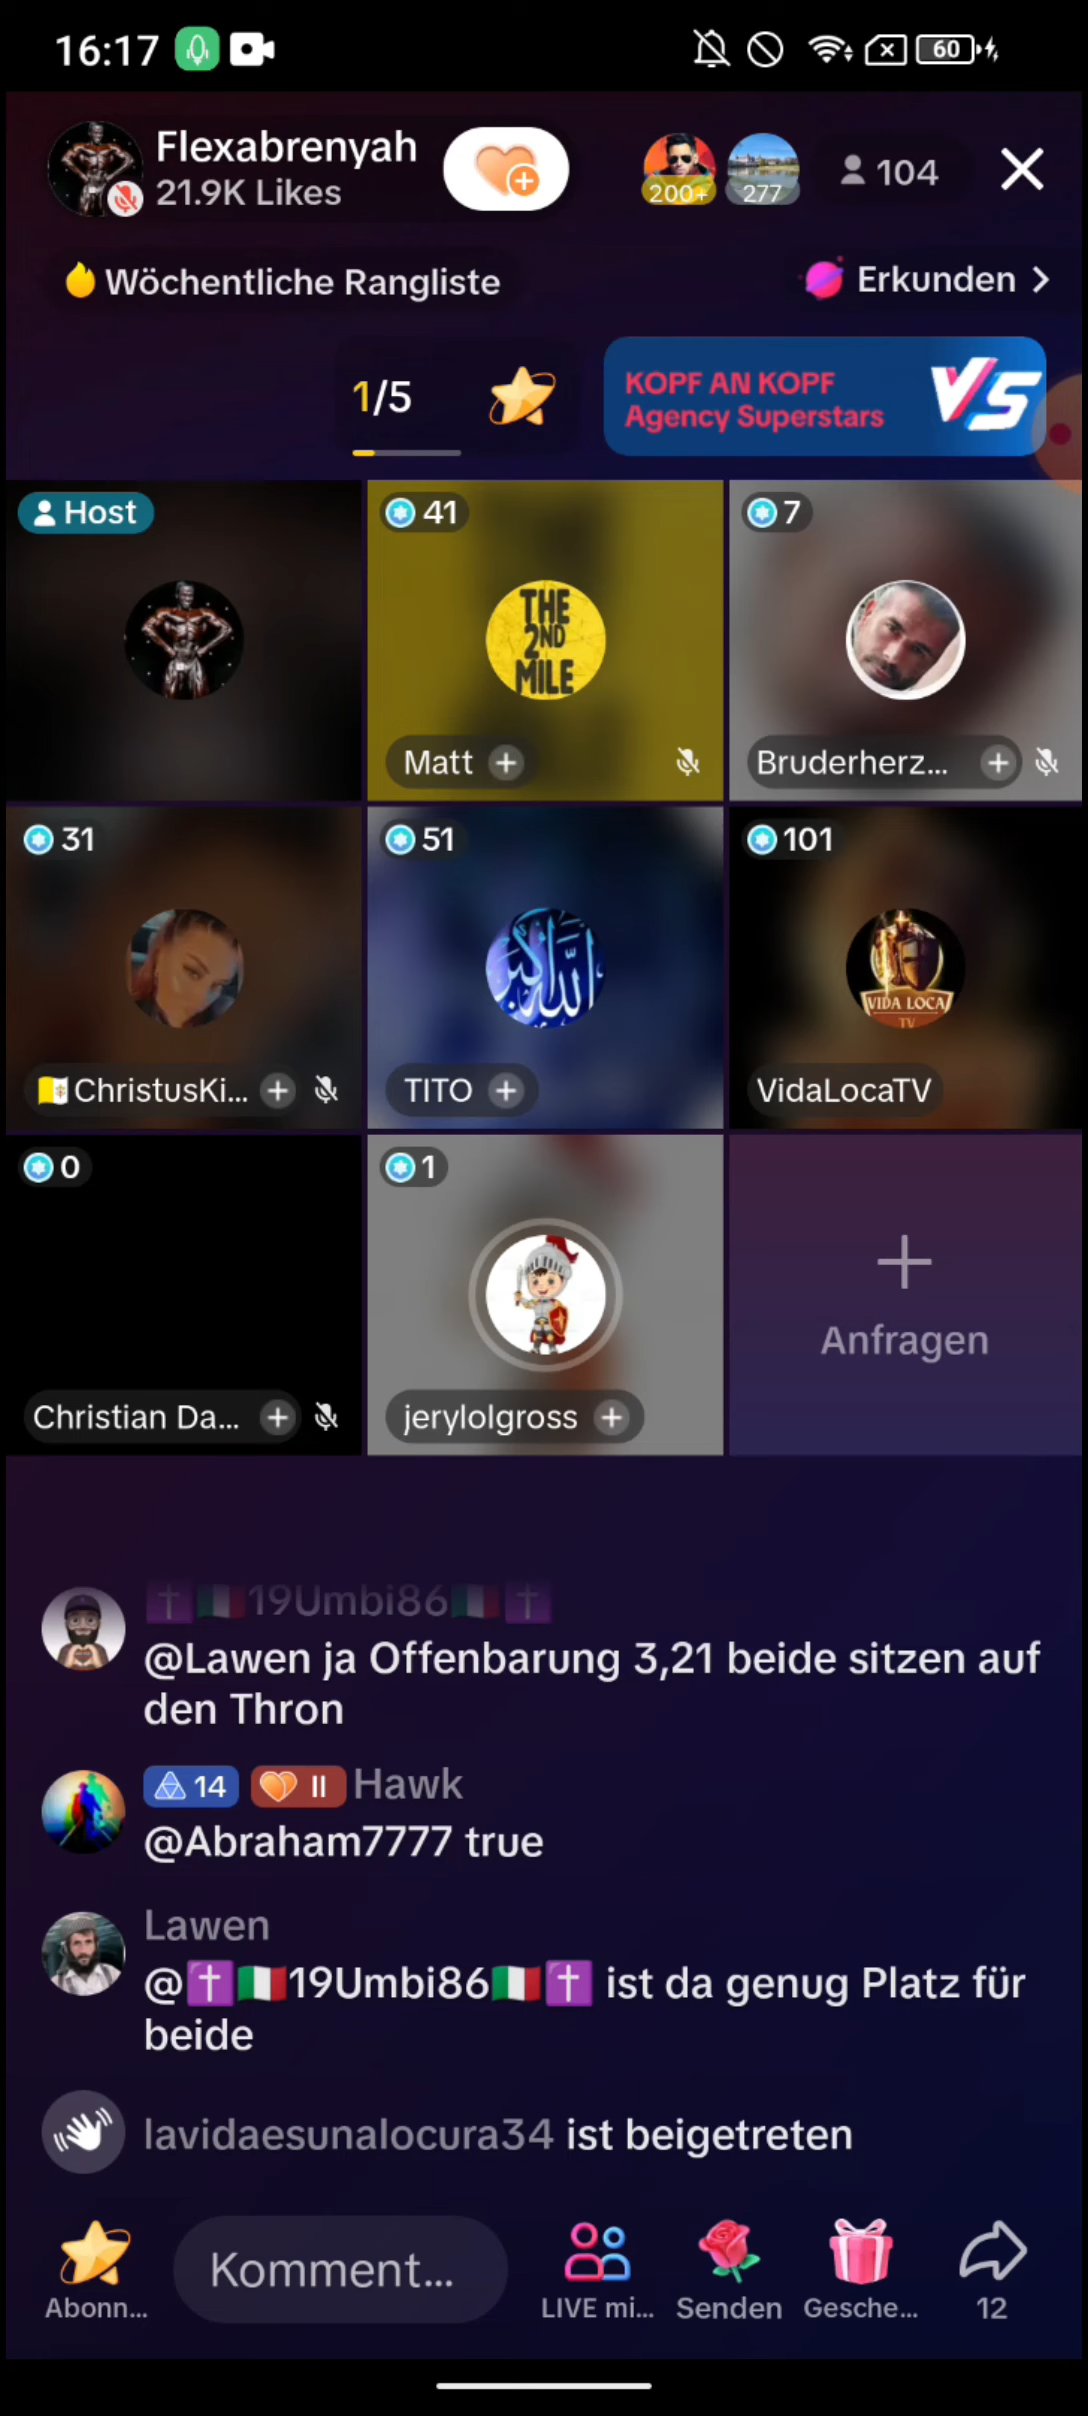 16:17
60
Flexabrenyah
21.9K Likes
200+
277
104
Wöchentliche Rangliste
Erkunden
1/5
KOPF AN KOPF
Agency Superstars
VS
Host
41
7
THE
2ND
MILE
Matt
Bruderherz...
31
51
101
الله أكبر
VIDA LOCA
TV
ChristusKi...
TITO
VidaLocaTV
0
1
Anfragen
Christian Da...
jerylolgross
✝️🇮🇹19Umbi86🇮🇹✝️
@Lawen ja Offenbarung 3,21 beide sitzen auf
den Thron
14 II Hawk
@Abraham7777 true
Lawen
@✝️🇮🇹19Umbi86🇮🇹✝️ ist da genug Platz für
beide
lavidaesunalocura34 ist beigetreten
Komment...
Abonn...
LIVE mi...
Senden
Gesche...
12